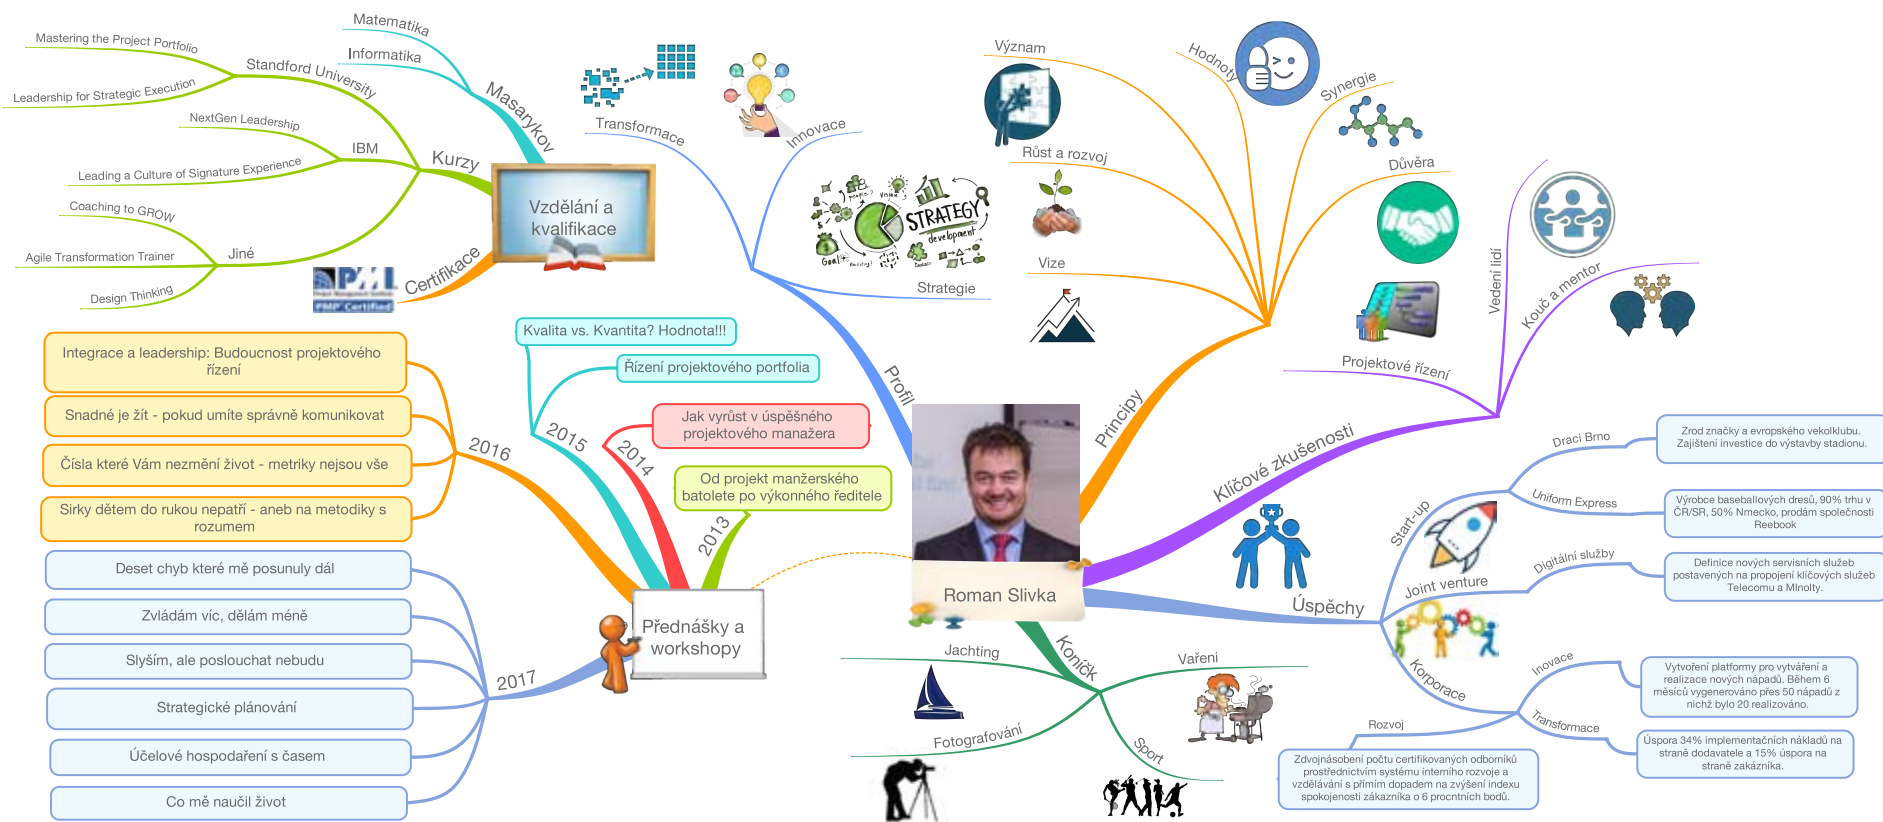 Mastering the Project Portfolio
Leadership for Strategic Execution
Standford University
NextGen Leadership
Leading a Culture of Signature Experience
IBM
Coaching to GROW
Agile Transformation Trainer
Design Thinking
Jiné
Kurzy
Matematika
Informatika
Masarykov
Certifikace
PMI
PMP Certified
Vzdělání a
kvalifikace
Transformace
Innovace
Strategie
STRATEGY
development
Goal
Vision
Profil
Význam
Růst a rozvoj
Vize
Hodnoty
Synergie
Důvěra
Principy
Vedení lidí
Kouč a mentor
Projektové řízení
Klíčové zkušenosti
Integrace a leadership: Budoucnost projektového
řízení
Snadné je žít - pokud umíte správně komunikovat
Čísla které Vám nezmění život - metriky nejsou vše
Sirky dětem do rukou nepatří - aneb na metodiky s
rozumem
2016
Kvalita vs. Kvantita? Hodnota!!!
Řízení projektového portfolia
2015
Jak vyrůst v úspěšného
projektového manažera
2014
Od projekt manžerského
batolete po výkonného ředitele
2013
Deset chyb které mě posunuly dál
Zvládám víc, dělám méně
Slyším, ale poslouchat nebudu
Strategické plánování
Účelové hospodaření s časem
Co mě naučil život
2017
Přednášky a
workshopy
Roman Slivka
Koníčk
Jachting
Vařeni
Fotografování
Sport
Úspěchy
Start-up
Draci Brno
Zrod značky a evropského vekolklubu.
Zajištení investice do výstavby stadionu.
Uniform Express
Výrobce baseballových dresů, 90% trhu v
ČR/SR, 50% Nmecko, prodám společnosti
Reebook
Joint venture
Digitální služby
Definice nových servisních služeb
postavených na propojení klíčových služeb
Telecomu a MInolty.
Korporace
Inovace
Vytvoření platformy pro vytváření a
realizace nových nápadů. Během 6
měsíců vygenerováno přes 50 nápadů z
nichž bylo 20 realizováno.
Transformace
Úspora 34% implementačních nákladů na
straně dodavatele a 15% úspora na
straně zakázníka.
Rozvoj
Zdvojnásobení počtu certifikovaných odborníků
prostřednictvím systému interního rozvoje a
vzdělávání s přímím dopadem na zvýšení indexu
spokojenosti zákazníka o 6 procntních bodů.